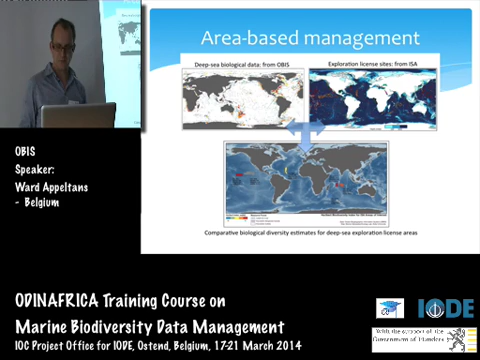 Area-based management
Deep-sea biological data: from OBIS
Exploration license sites: from ISA
Comparative biological diversity estimates for deep-sea exploration license areas
OBIS
Speaker:
Ward Appeltans
- Belgium
ODINAFRICA Training Course on
Marine Biodiversity Data Management
IOC Project Office for IODE, Ostend, Belgium, 17-21 March 2014
IODE
With the support of the
Government of Flanders